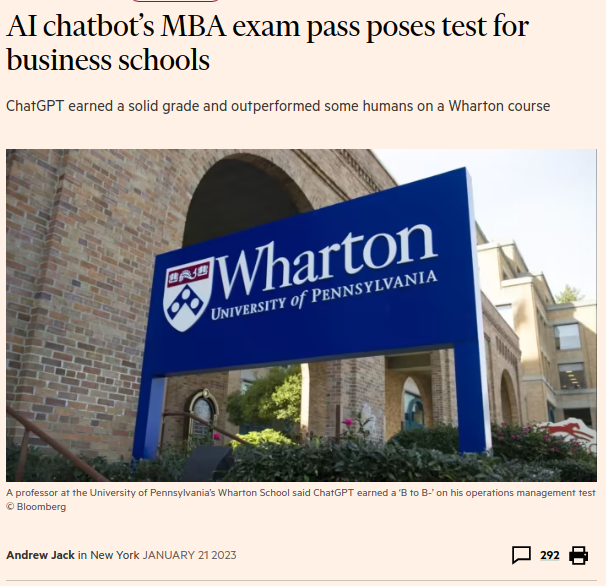 AI chatbot’s MBA exam pass poses test for
business schools
ChatGPT earned a solid grade and outperformed some humans on a Wharton course
Wharton
UNIVERSITY of PENNSYLVANIA
A professor at the University of Pennsylvania’s Wharton School said ChatGPT earned a ‘B to B-’ on his operations management test
© Bloomberg
Andrew Jack in New York JANUARY 21 2023
292